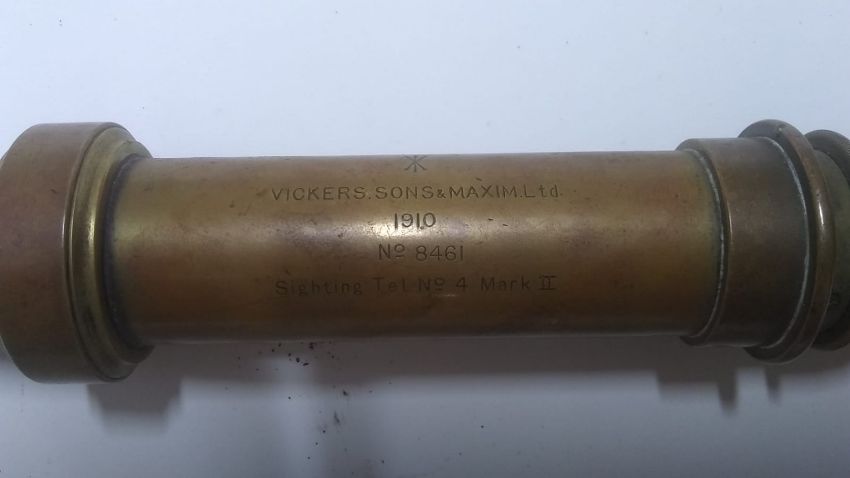 VICKERS. SONS & MAXIM. Ltd.
1910
No 8461
Sighting Tel. No 4 Mark II